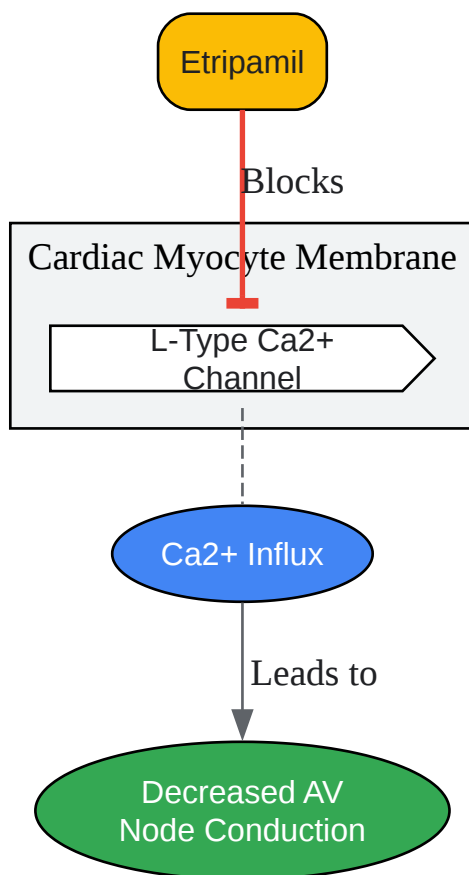 Etripamil
Blocks
Cardiac Myocyte Membrane
L-Type Ca2+
Channel
Ca2+ Influx
Leads to
Decreased AV
Node Conduction